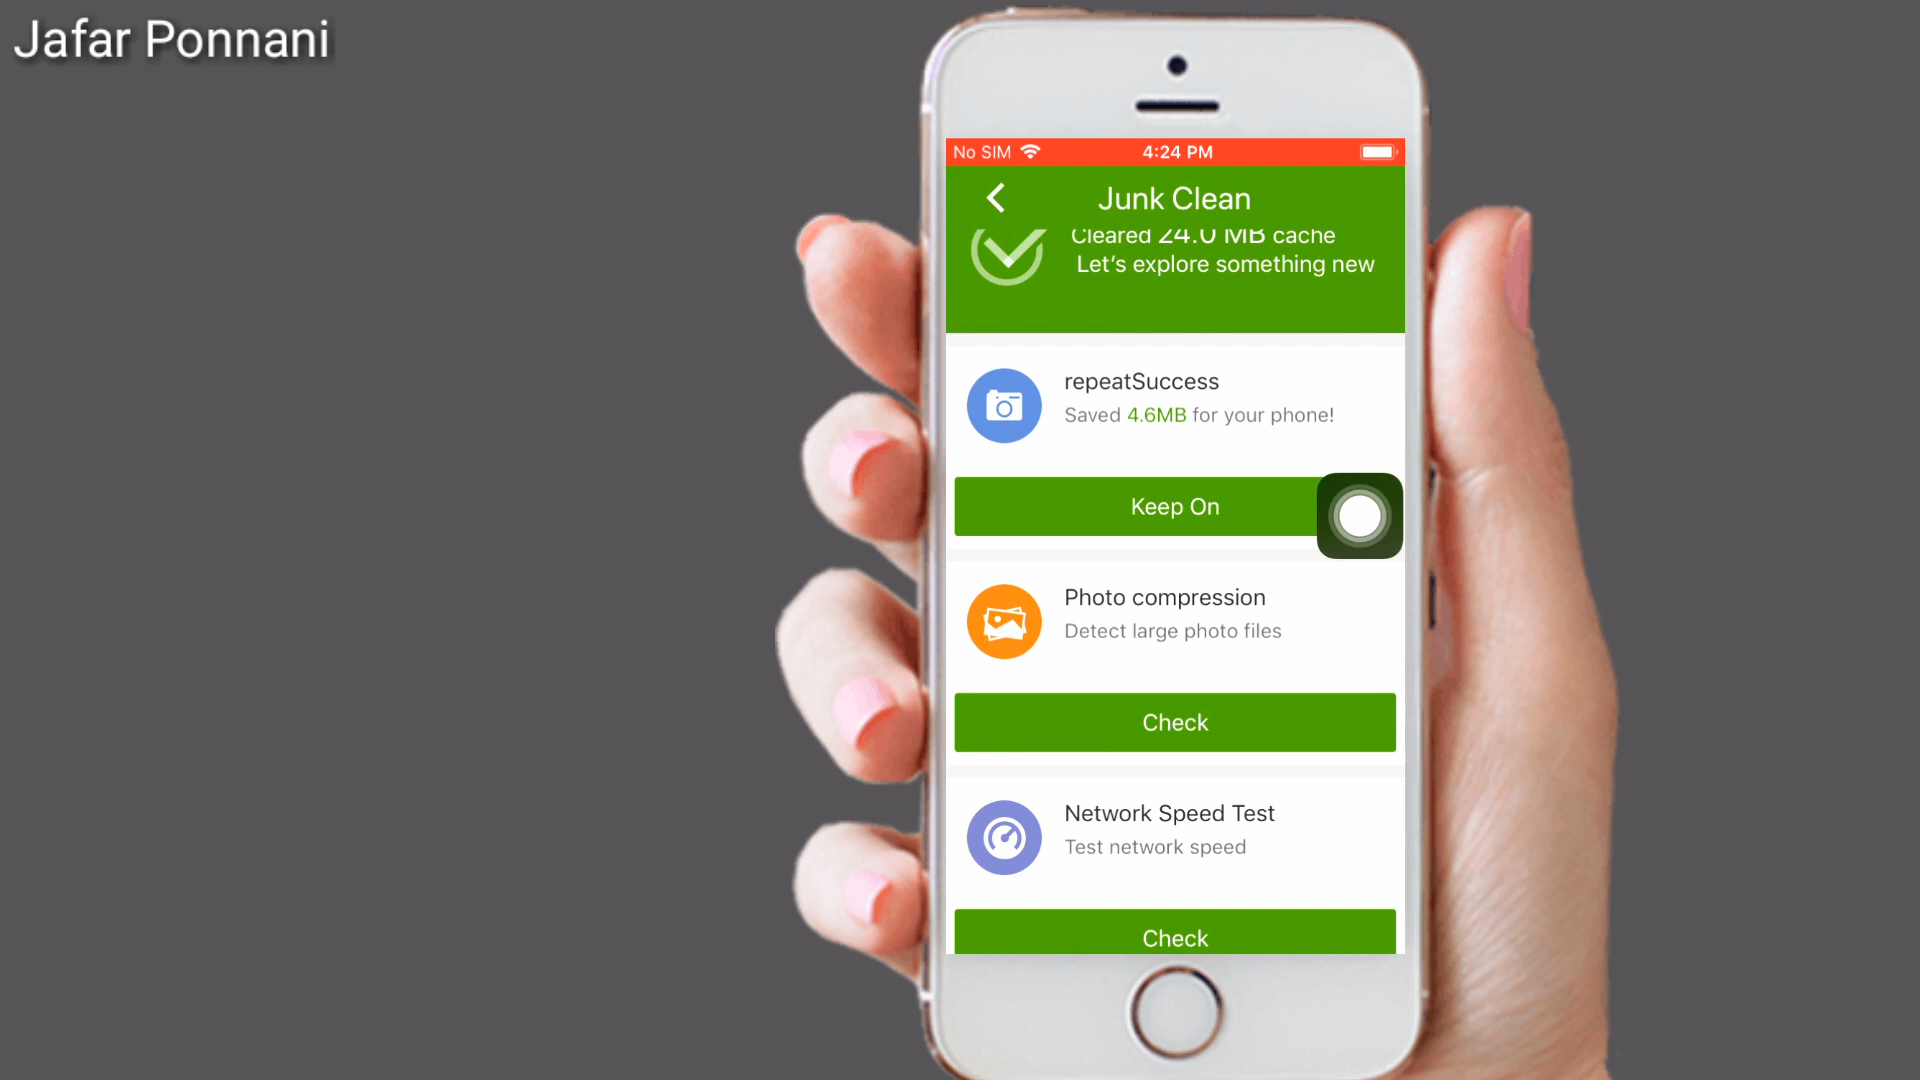 Jafar Ponnani
No SIM 4:24 PM
Junk Clean
Cleared 24.0 MB cache
Let's explore something new
repeatSuccess
Saved 4.6MB for your phone!
Keep On
Photo compression
Detect large photo files
Check
Network Speed Test
Test network speed
Check